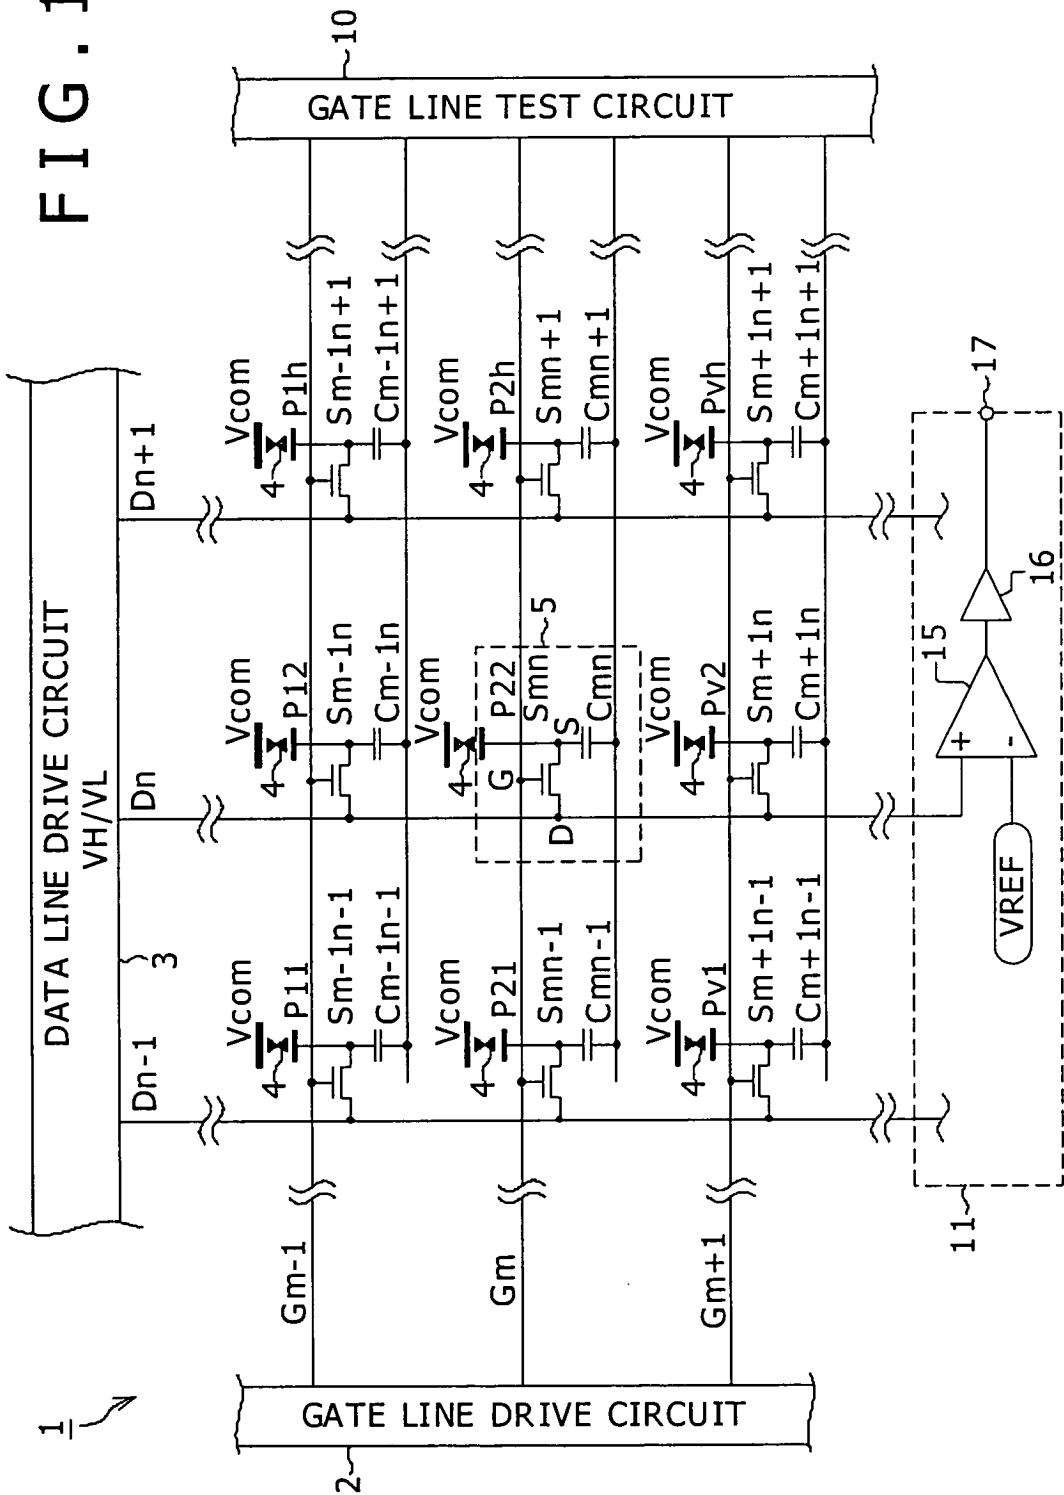 FIG. 1
1
DATA LINE DRIVE CIRCUIT
VH/VL
3
Dn-1
Dn
Dn+1
GATE LINE DRIVE CIRCUIT
2
GATE LINE TEST CIRCUIT
10
Gm-1
Vcom
4
P11
Sm-1n-1
Cm-1n-1
Vcom
4
P12
Sm-1n
Cm-1n
Vcom
4
P1h
Sm-1n+1
Cm-1n+1
Gm
Vcom
4
P21
Smn-1
Cmn-1
Vcom
4
P22
G
Smn
D
S
Cmn
5
Vcom
4
P2h
Smn+1
Cmn+1
Gm+1
Vcom
4
Pv1
Sm+1n-1
Cm+1n-1
Vcom
4
Pv2
Sm+1n
Cm+1n
Vcom
4
Pvh
Sm+1n+1
Cm+1n+1
11
VREF
+
-
15
16
17